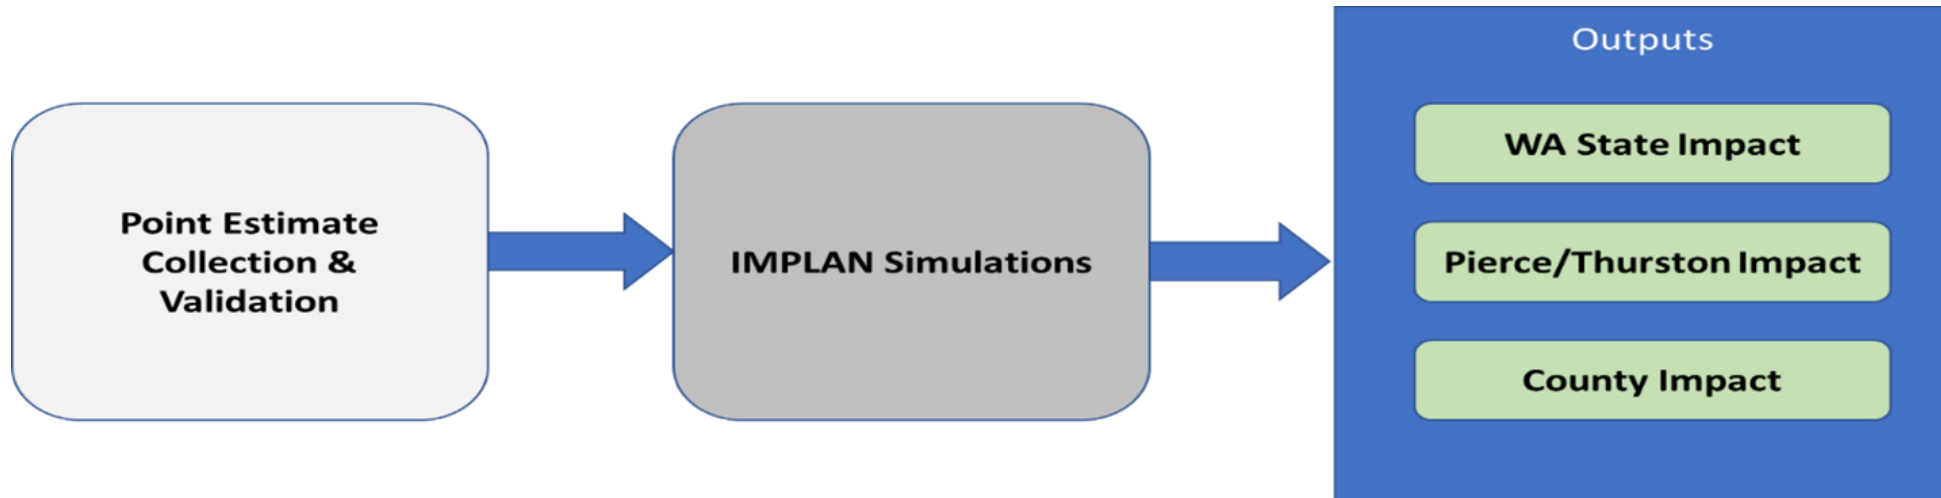 Point Estimate
Collection &
Validation
IMPLAN Simulations
Outputs
WA State Impact
Pierce/Thurston Impact
County Impact